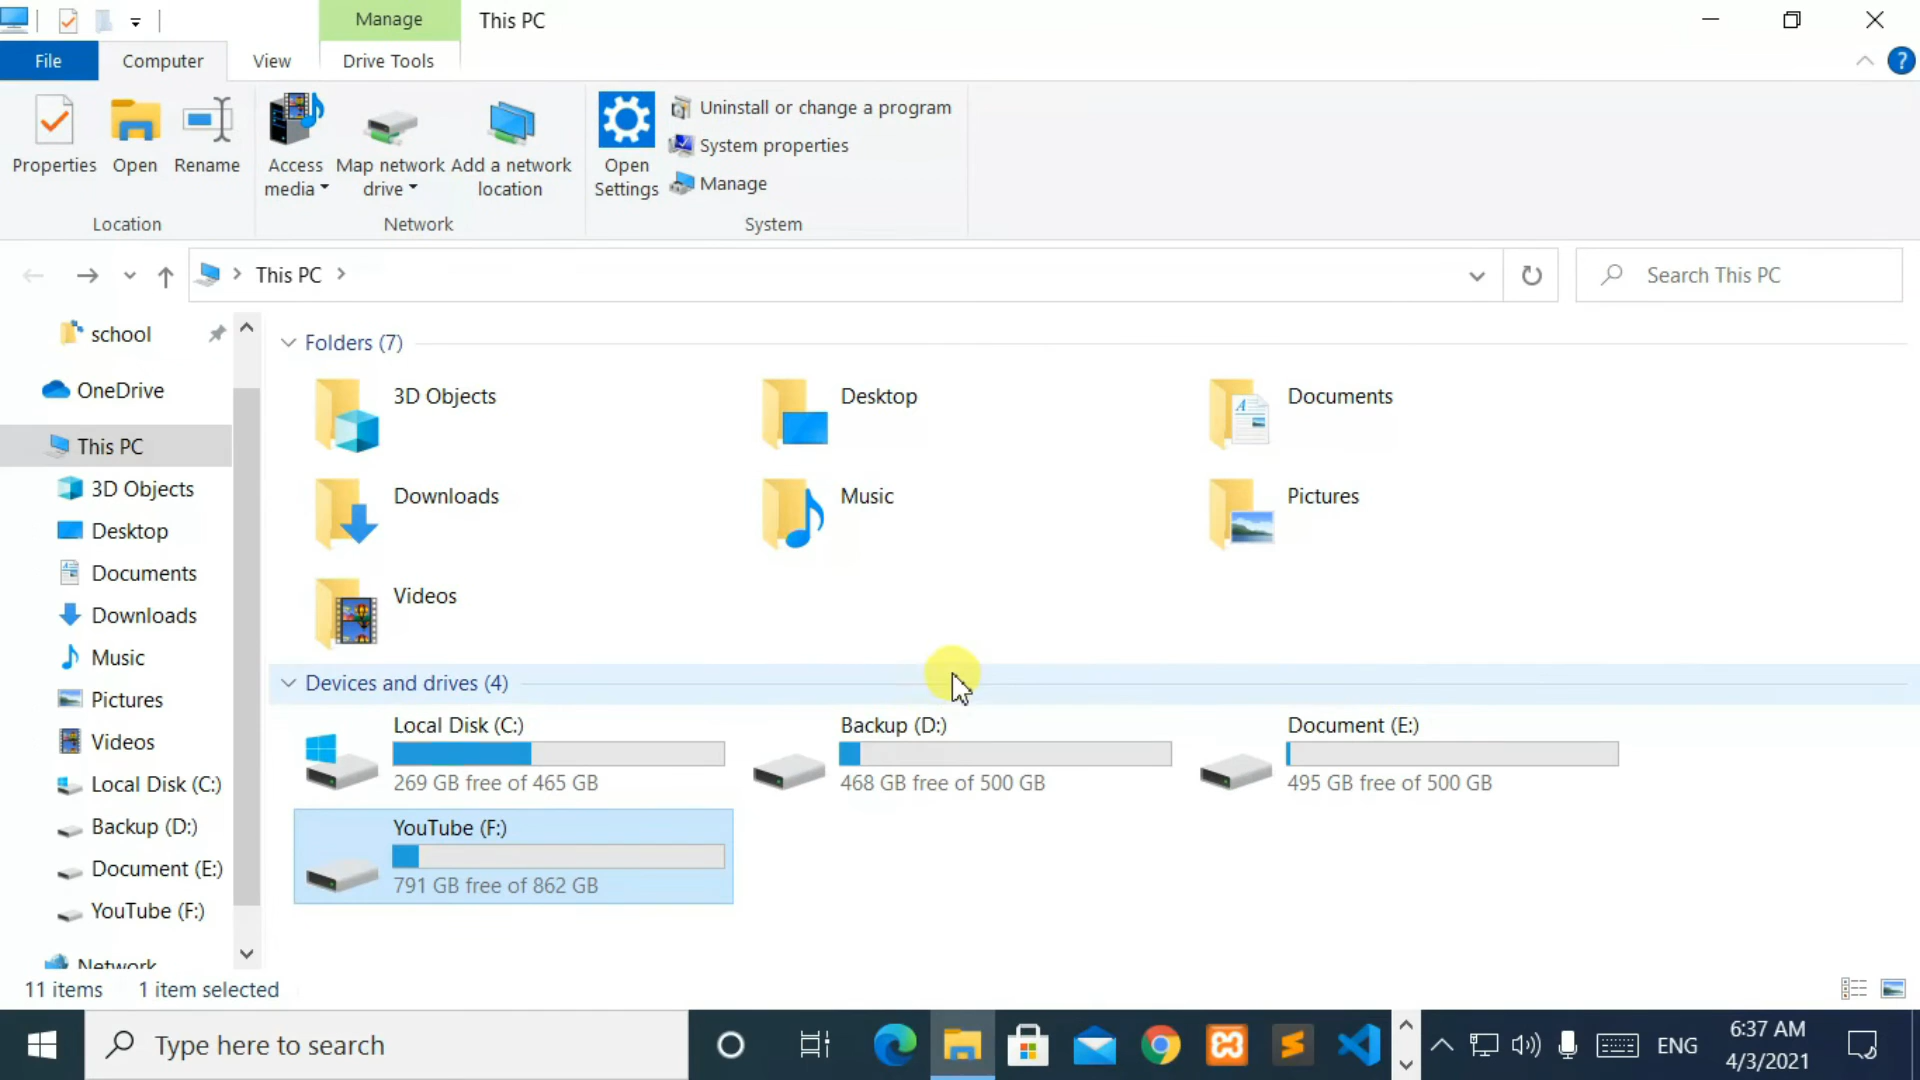 Manage
This PC
File
Computer
View
Drive Tools
Properties
Open
Rename
Access media
Map network drive
Add a network location
Open Settings
Uninstall or change a program
System properties
Manage
Location
Network
System
This PC
Search This PC
school
OneDrive
This PC
3D Objects
Desktop
Documents
Downloads
Music
Pictures
Videos
Local Disk (C:)
Backup (D:)
Document (E:)
YouTube (F:)
Network
Folders (7)
3D Objects
Desktop
Documents
Downloads
Music
Pictures
Videos
Devices and drives (4)
Local Disk (C:)
269 GB free of 465 GB
Backup (D:)
468 GB free of 500 GB
Document (E:)
495 GB free of 500 GB
YouTube (F:)
791 GB free of 862 GB
11 items
1 item selected
Type here to search
ENG
6:37 AM
4/3/2021